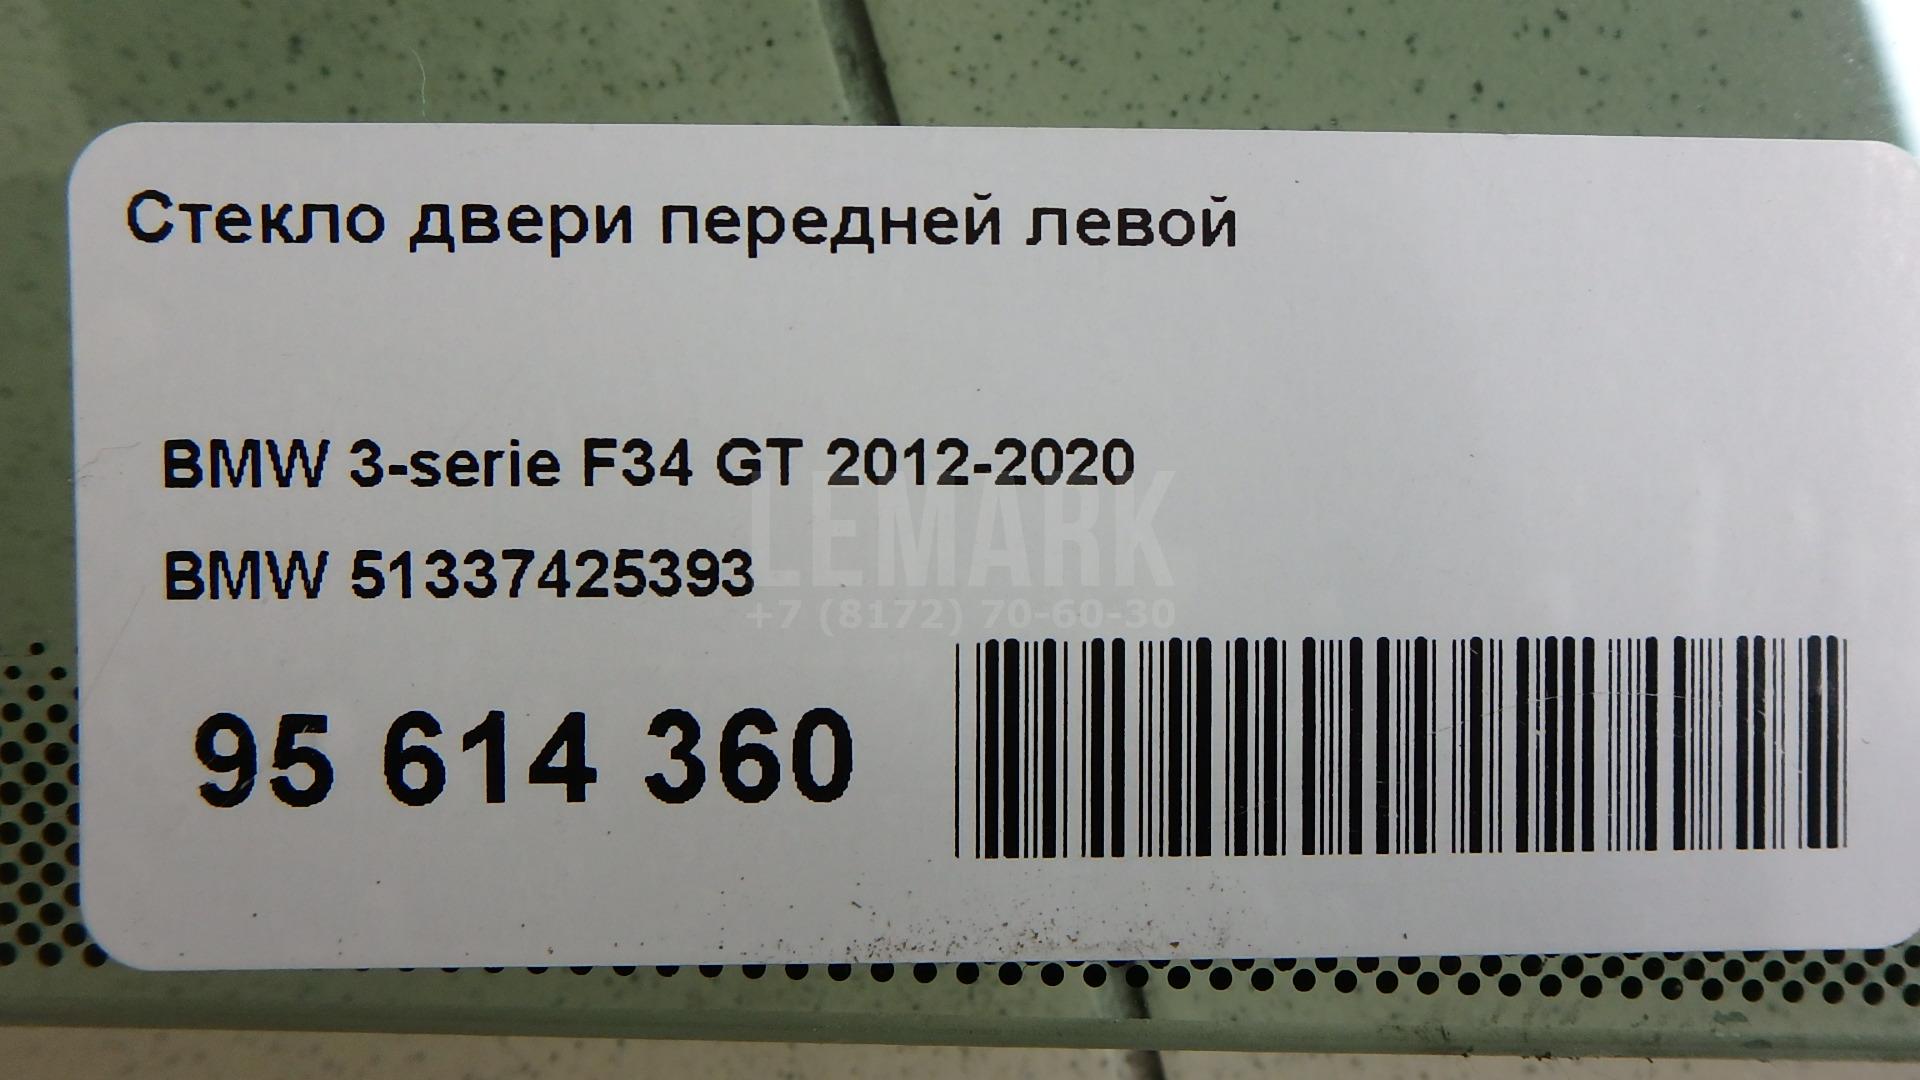 Стекло двери передней левой
BMW 3-serie F34 GT 2012-2020
LEMARK
BMW 51337425393
+7 (8172) 70-60-30
95 614 360